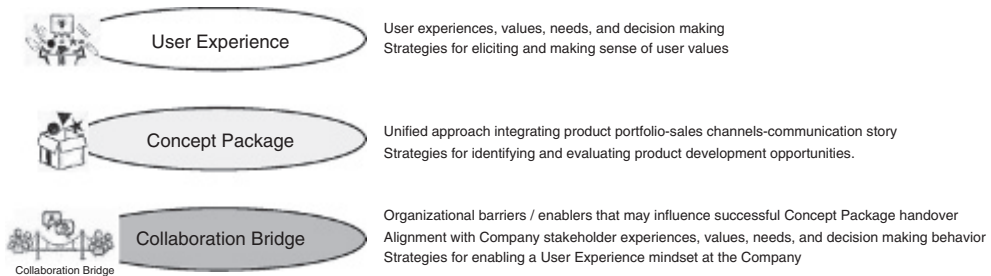 User Experience
User experiences, values, needs, and decision making
Strategies for eliciting and making sense of user values
Concept Package
Unified approach integrating product portfolio-sales channels-communication story
Strategies for identifying and evaluating product development opportunities.
Collaboration Bridge
Collaboration Bridge
Organizational barriers / enablers that may influence successful Concept Package handover
Alignment with Company stakeholder experiences, values, needs, and decision making behavior
Strategies for enabling a User Experience mindset at the Company